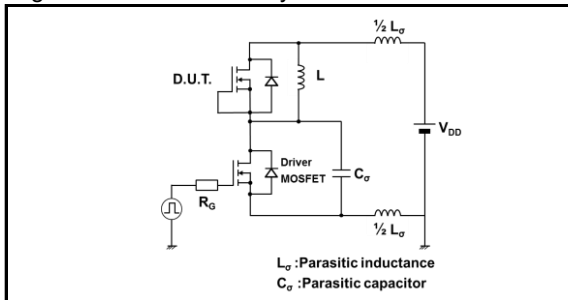 ½ Lσ
D.U.T.
L
VDD
Driver
MOSFET
Cσ
RG
½ Lσ
Lσ :Parasitic inductance
Cσ :Parasitic capacitor